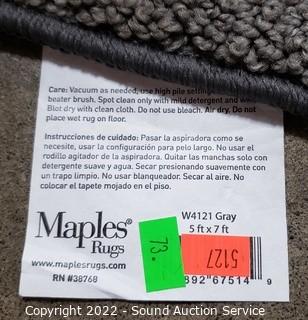 Care: Vacuum as needed, use high pile setting
beater brush. Spot clean only with mild detergent and
Blot dry with clean cloth. Do not use bleach. Air dry. Do not
place wet rug on floor.
Instrucciones de cuidado: Pasar la aspiradora como se
necesite, usar la configuración para pelo largo. No usar el
rodillo agitador de la aspiradora. Quitar las manchas solo con
detergente suave y agua. Secar presionando suavemente con
un trapo limpio. No usar blanqueador. Secar al aire. No
colocar el tapete mojado en el piso.
Maples®
Rugs
www.maplesrugs.com
RN #38768
W4121 Gray
5 ft x 7 ft
73.
5127
892 67514 9
Copyright 2022 - Sound Auction Service